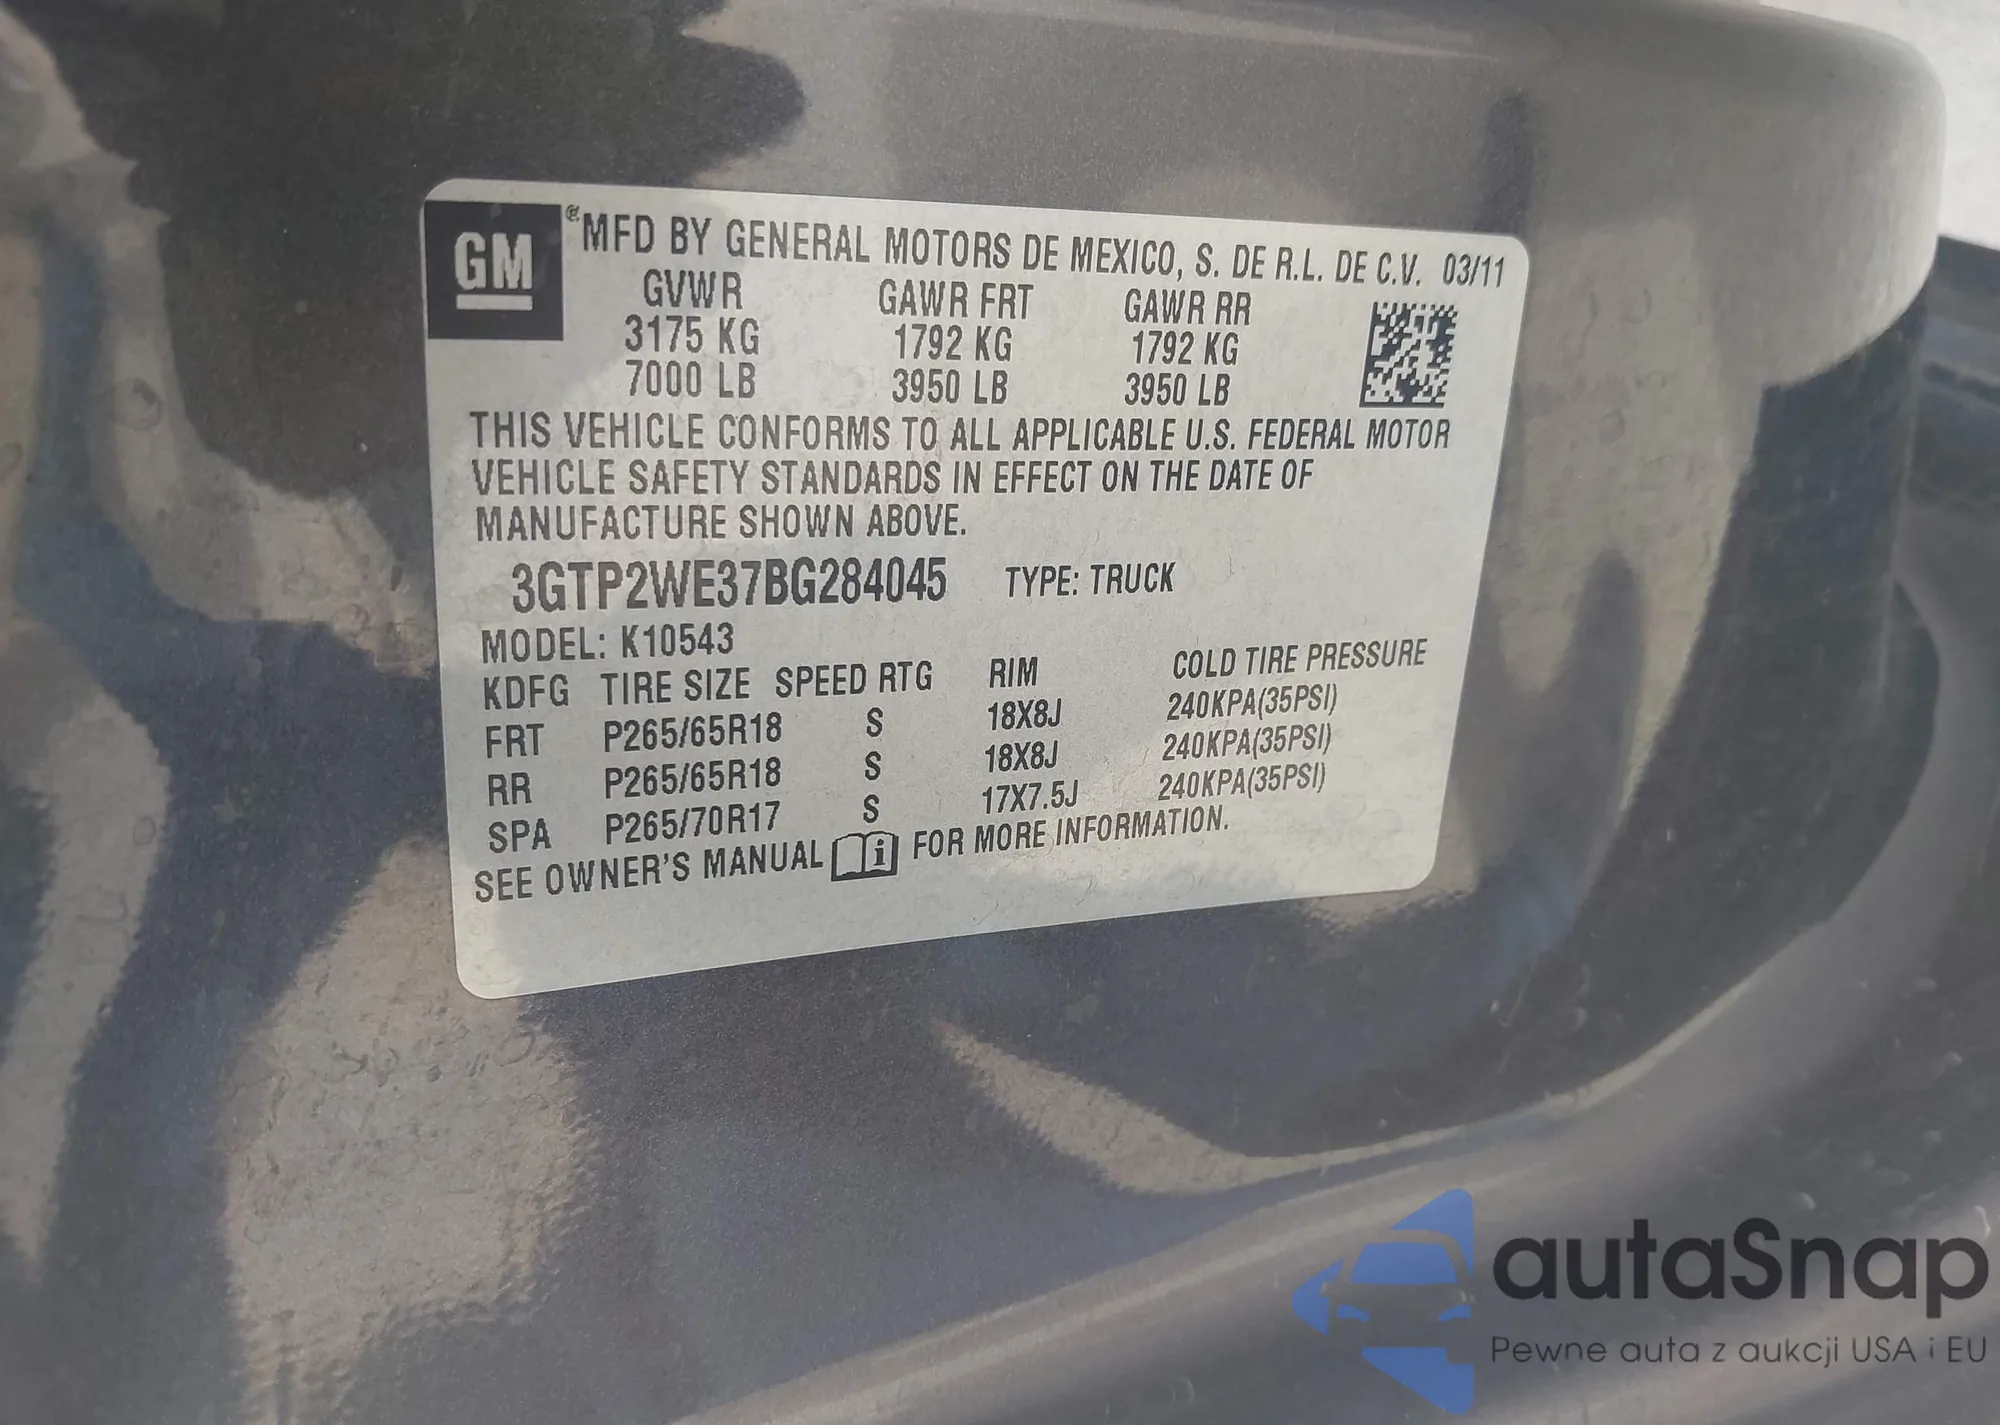 GM
®MFD BY GENERAL MOTORS DE MEXICO, S. DE R.L. DE C.V. 03/11
GVWR GAWR FRT GAWR RR
3175 KG 1792 KG 1792 KG
7000 LB 3950 LB 3950 LB
THIS VEHICLE CONFORMS TO ALL APPLICABLE U.S. FEDERAL MOTOR
VEHICLE SAFETY STANDARDS IN EFFECT ON THE DATE OF
MANUFACTURE SHOWN ABOVE.
3GTP2WE37BG284045 TYPE: TRUCK
MODEL: K10543
KDFG TIRE SIZE SPEED RTG RIM COLD TIRE PRESSURE
FRT P265/65R18 S 18X8J 240KPA(35PSI)
RR P265/65R18 S 18X8J 240KPA(35PSI)
SPA P265/70R17 S 17X7.5J 240KPA(35PSI)
SEE OWNER'S MANUAL i FOR MORE INFORMATION.
autaSnap
Pewne auta z aukcji USA i EU